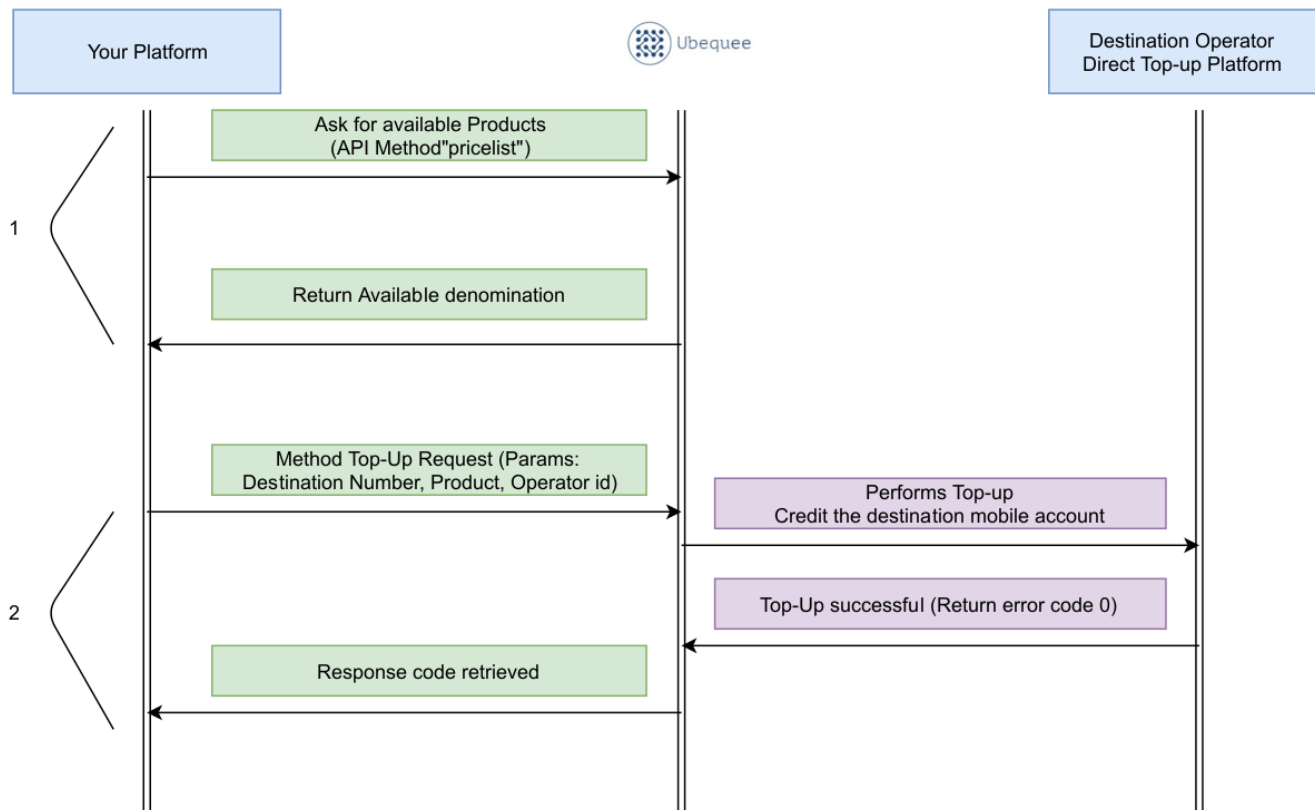 Your Platform
Ubequee
Destination Operator
Direct Top-up Platform
Ask for available Products
(API Method"pricelist")
1
Return Available denomination
Method Top-Up Request (Params:
Destination Number, Product, Operator id)
Performs Top-up
Credit the destination mobile account
2
Top-Up successful (Return error code 0)
Response code retrieved